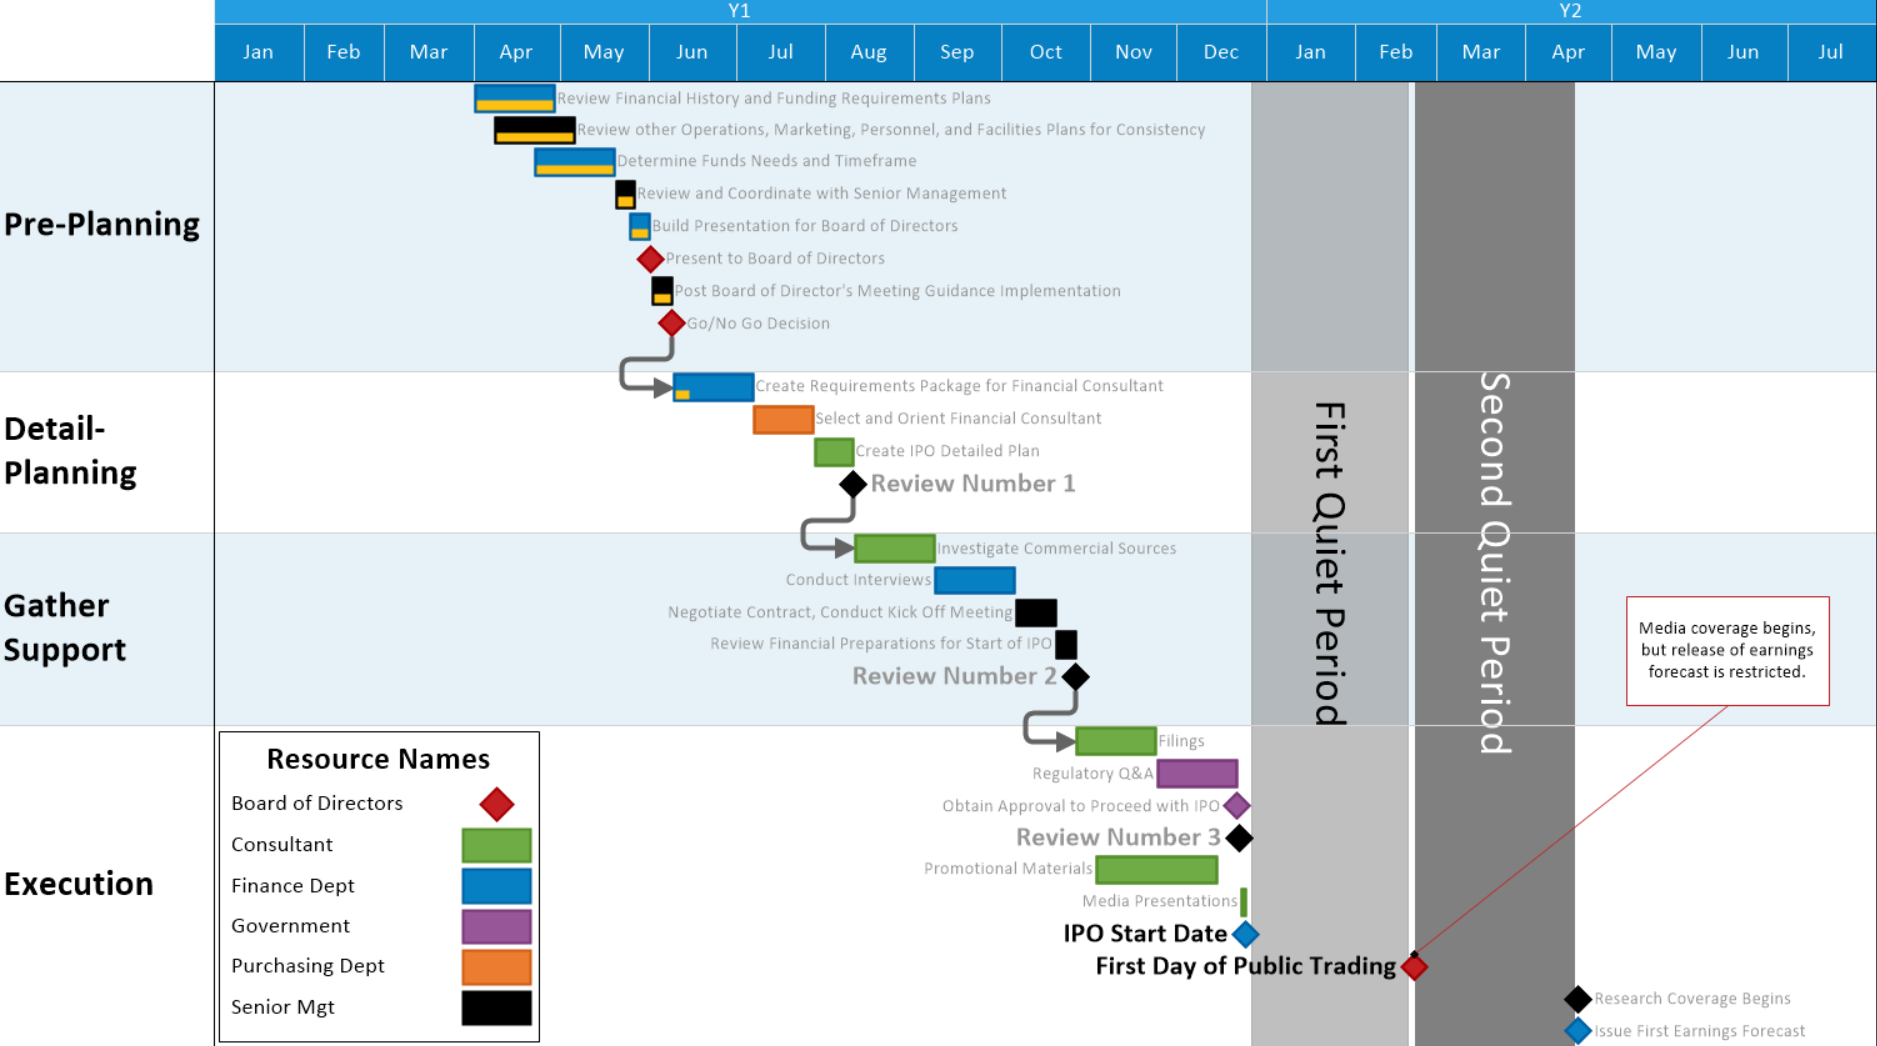 Y1
Y2
Jan
Feb
Mar
Apr
May
Jun
Jul
Aug
Sep
Oct
Nov
Dec
Jan
Feb
Mar
Apr
May
Jun
Jul
Pre-Planning
Review Financial History and Funding Requirements Plans
Review other Operations, Marketing, Personnel, and Facilities Plans for Consistency
Determine Funds Needs and Timeframe
Review and Coordinate with Senior Management
Build Presentation for Board of Directors
Present to Board of Directors
Post Board of Director's Meeting Guidance Implementation
Go/No Go Decision
Detail-
Planning
Create Requirements Package for Financial Consultant
Select and Orient Financial Consultant
Create IPO Detailed Plan
Review Number 1
Gather
Support
Investigate Commercial Sources
Conduct Interviews
Negotiate Contract, Conduct Kick Off Meeting
Review Financial Preparations for Start of IPO
Review Number 2
First Quiet Period
Second Quiet Period
Media coverage begins,
but release of earnings
forecast is restricted.
Execution
Filings
Regulatory Q&A
Obtain Approval to Proceed with IPO
Review Number 3
Promotional Materials
Media Presentations
IPO Start Date
First Day of Public Trading
Research Coverage Begins
Issue First Earnings Forecast
Resource Names
Board of Directors
Consultant
Finance Dept
Government
Purchasing Dept
Senior Mgt